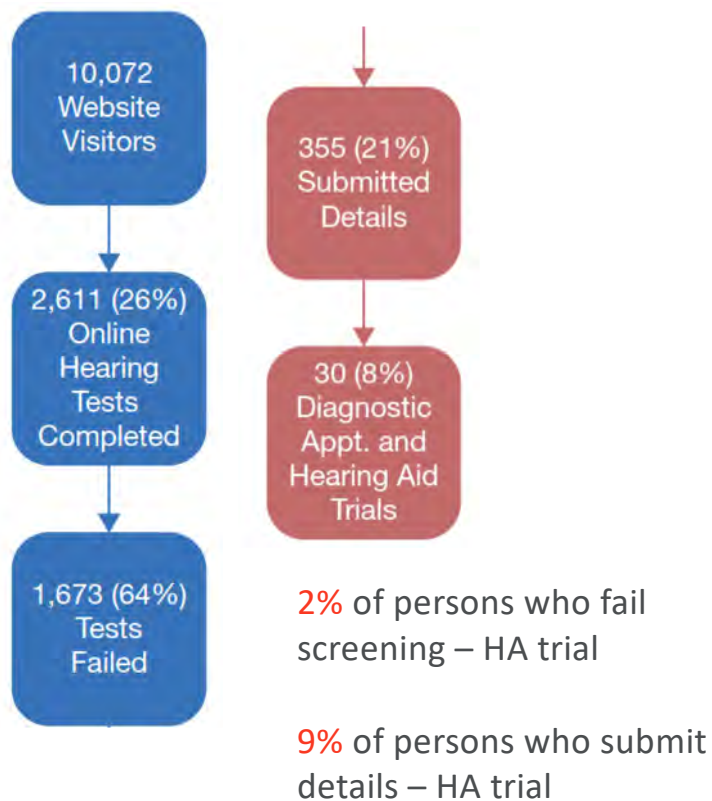 10,072
Website
Visitors
2,611 (26%)
Online
Hearing
Tests
Completed
1,673 (64%)
Tests
Failed
355 (21%)
Submitted
Details
30 (8%)
Diagnostic
Appt. and
Hearing Aid
Trials
2% of persons who fail
screening – HA trial
9% of persons who submit
details – HA trial